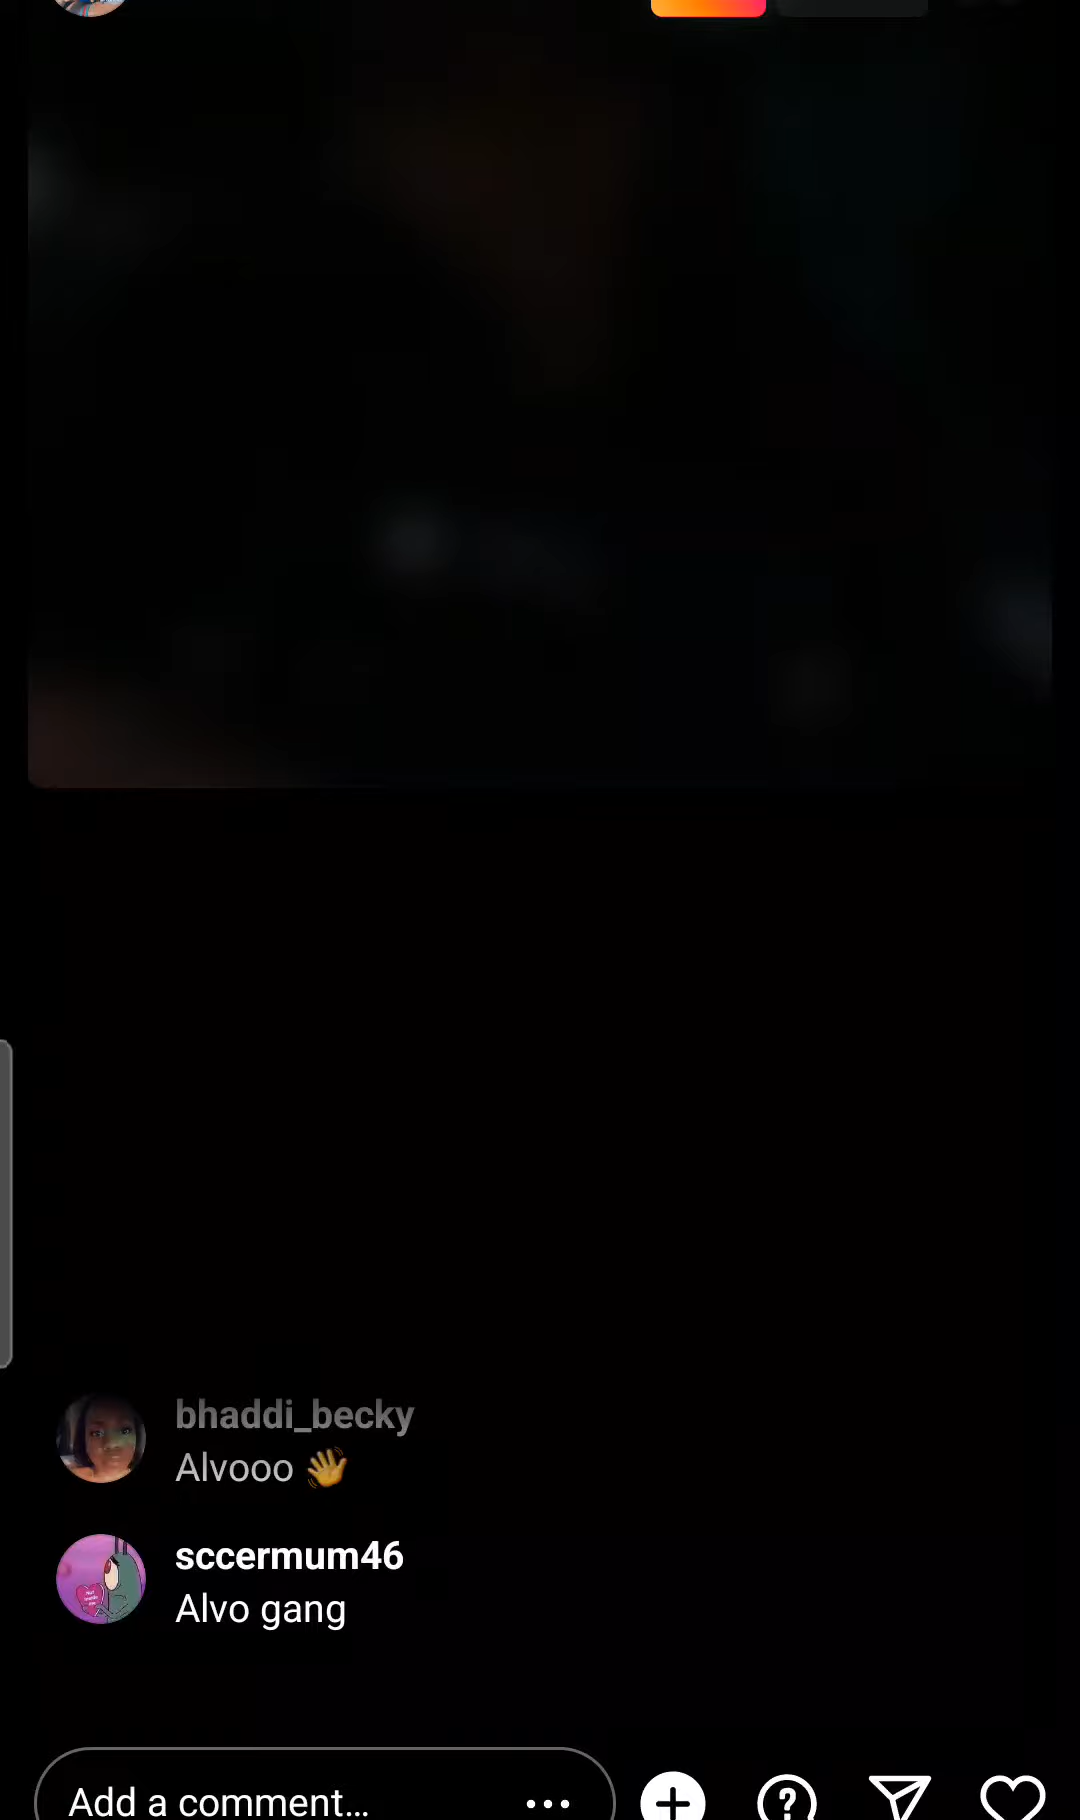 bhaddi_becky
Alvooo 👋
sccermum46
Alvo gang
Add a comment...